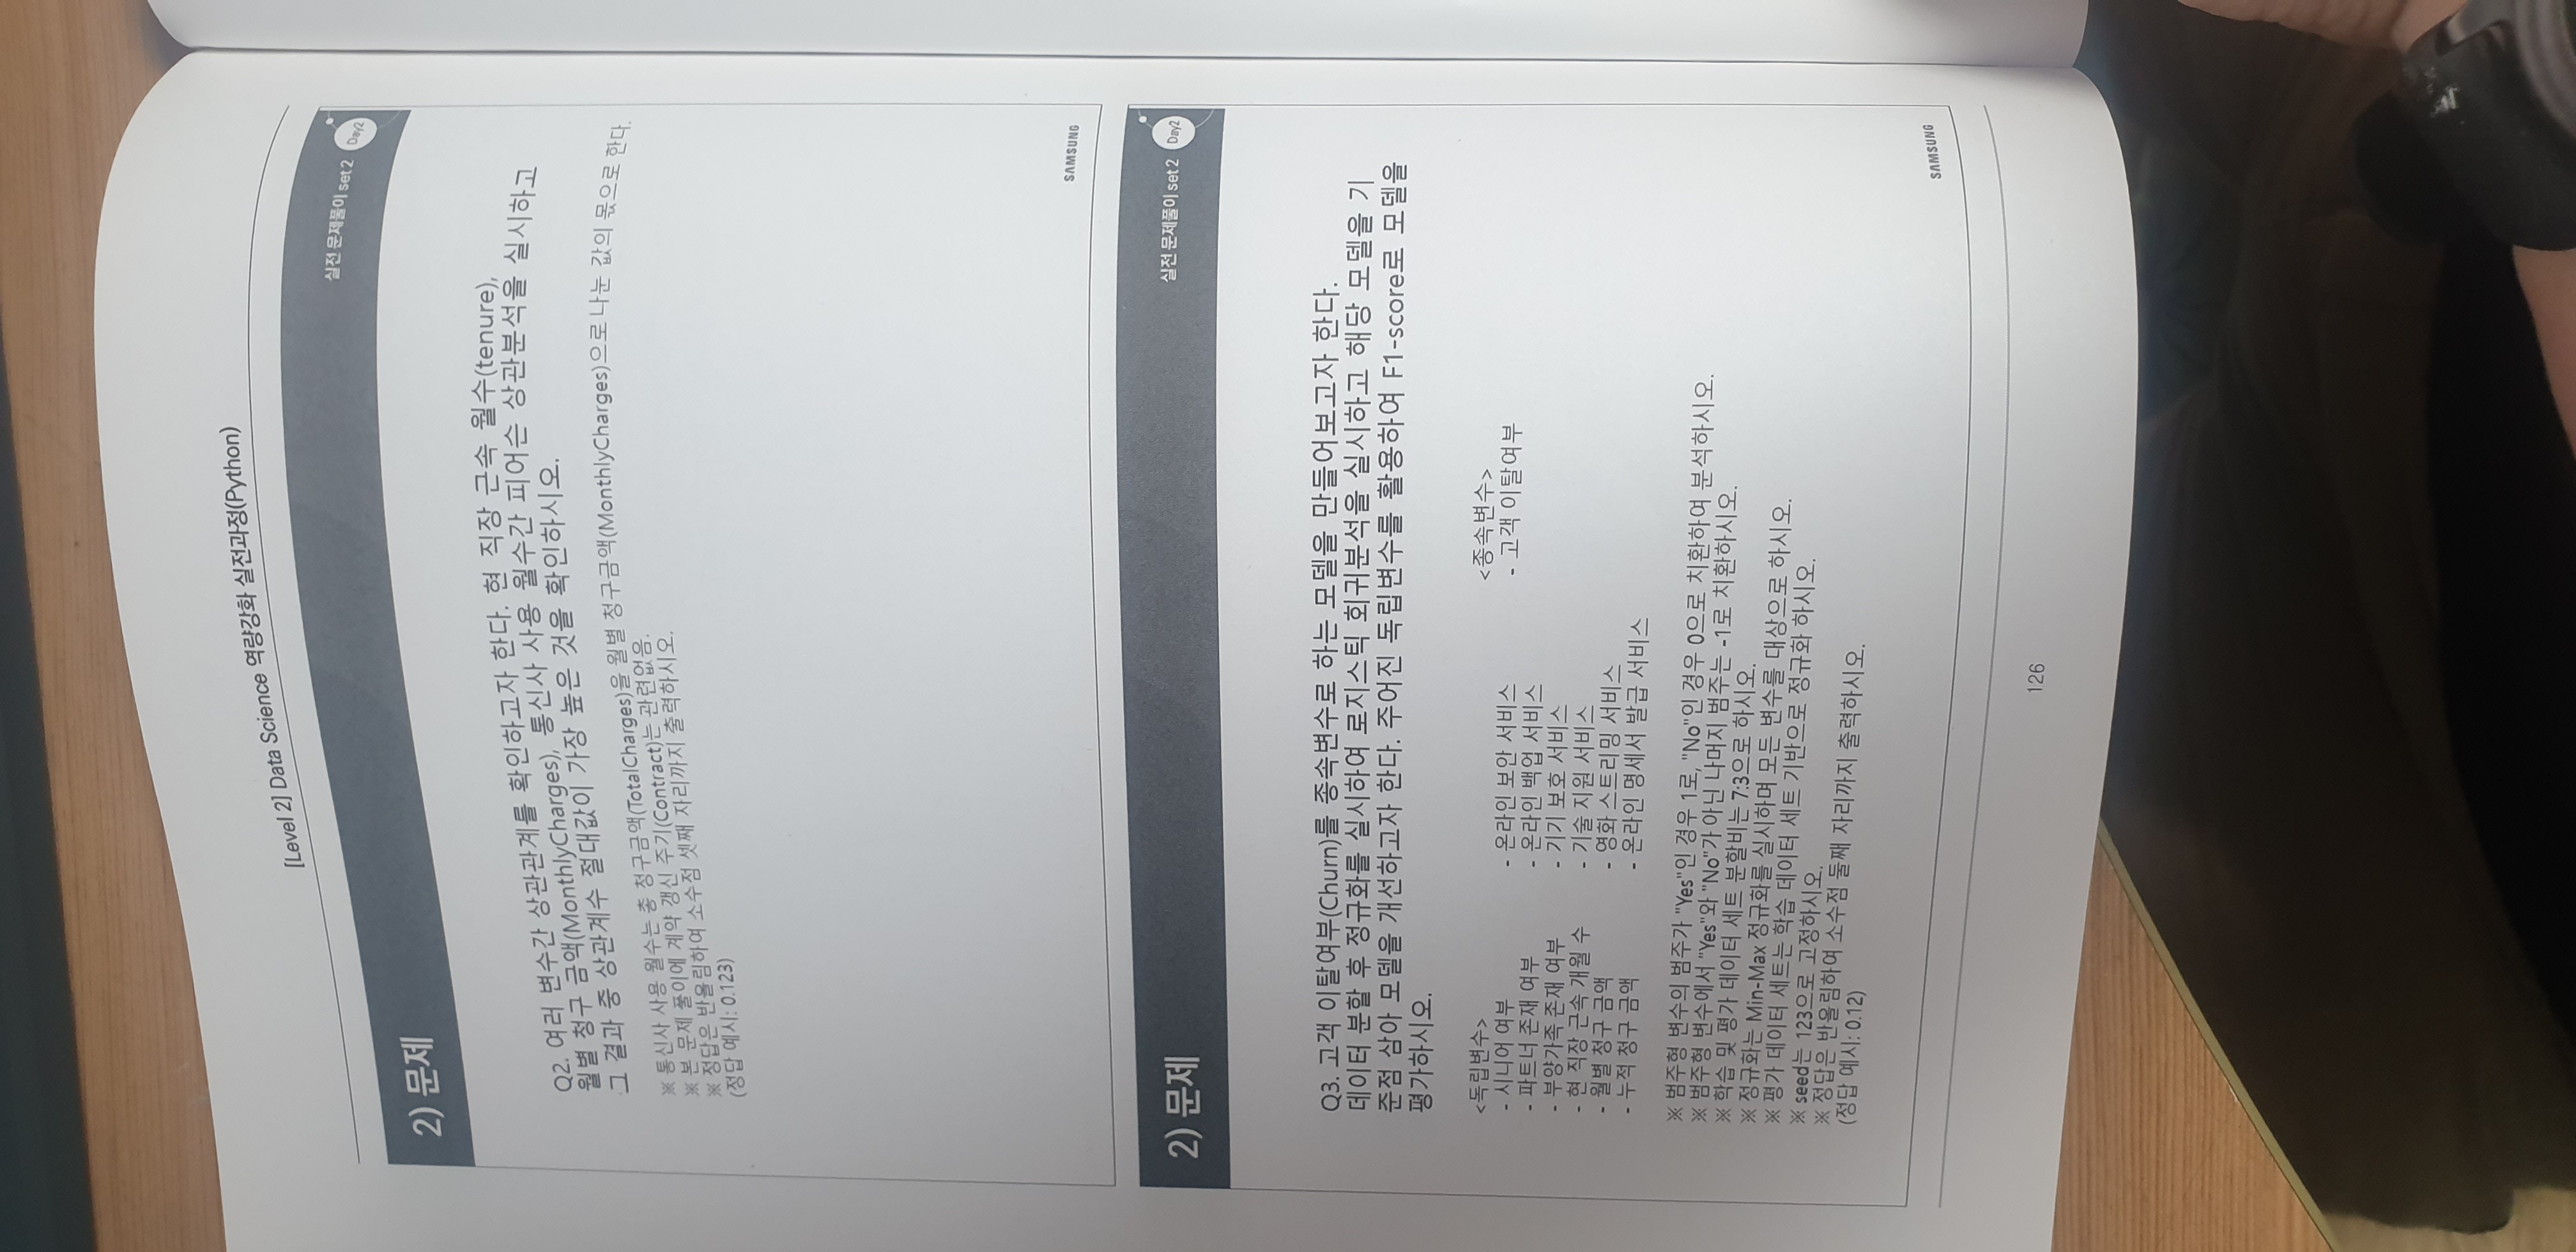 [Level 2] Data Science 역량강화 실전과정(Python)
실전 문제풀이 set 2 Day2
2) 문제
Q2. 여러 변수간 상관관계를 확인하고자 한다. 현 직장 근속 월수(tenure),
월별 청구 금액(MonthlyCharges), 통신사 사용 월수간 피어슨 상관분석을 실시하고
그 결과 중 상관계수 절대값이 가장 높은 것을 확인하시오.
※ 통신사 사용 월수는 총 청구금액(TotalCharges)을 월별 청구금액(MonthlyCharges)으로 나눈 값의 몫으로 한다.
※ 본 문제 풀이에 계약 갱신 주기(Contract)는 관련없음.
※ 정답은 반올림하여 소수점 셋째 자리까지 출력하시오.
(정답 예시: 0.123)
SAMSUNG
2) 문제
실전 문제풀이 set 2 Day2
Q3. 고객 이탈여부(Churn)를 종속변수로 하는 모델을 만들어보고자 한다.
데이터 분할 후 정규화를 실시하여 로지스틱 회귀분석을 실시하고 해당 모델을 기
준점 삼아 모델을 개선하고자 한다. 주어진 독립변수를 활용하여 F1-score로 모델을
평가하시오.
<독립변수>
- 시니어 여부
- 파트너 존재 여부
- 부양가족 존재 여부
- 현 직장 근속 개월 수
- 월별 청구 금액
- 누적 청구 금액
- 온라인 보안 서비스
- 온라인 백업 서비스
- 기기 보호 서비스
- 기술 지원 서비스
- 영화 스트리밍 서비스
- 온라인 명세서 발급 서비스
<종속변수>
- 고객 이탈여부
※ 범주형 변수의 범주가 "Yes"인 경우 1로, "No"인 경우 0으로 치환하여 분석하시오.
※ 범주형 변수에서 "Yes"와 "No"가 아닌 나머지 범주는 -1로 치환하시오.
※ 학습 및 평가 데이터 세트 분할비는 7:3으로 하시오.
※ 정규화는 Min-Max 정규화를 실시하며 모든 변수를 대상으로 하시오.
※ 평가 데이터 세트는 학습 데이터 세트 기반으로 정규화 하시오.
※ seed는 123으로 고정하시오.
※ 정답은 반올림하여 소수점 둘째 자리까지 출력하시오.
(정답 예시: 0.12)
SAMSUNG
126